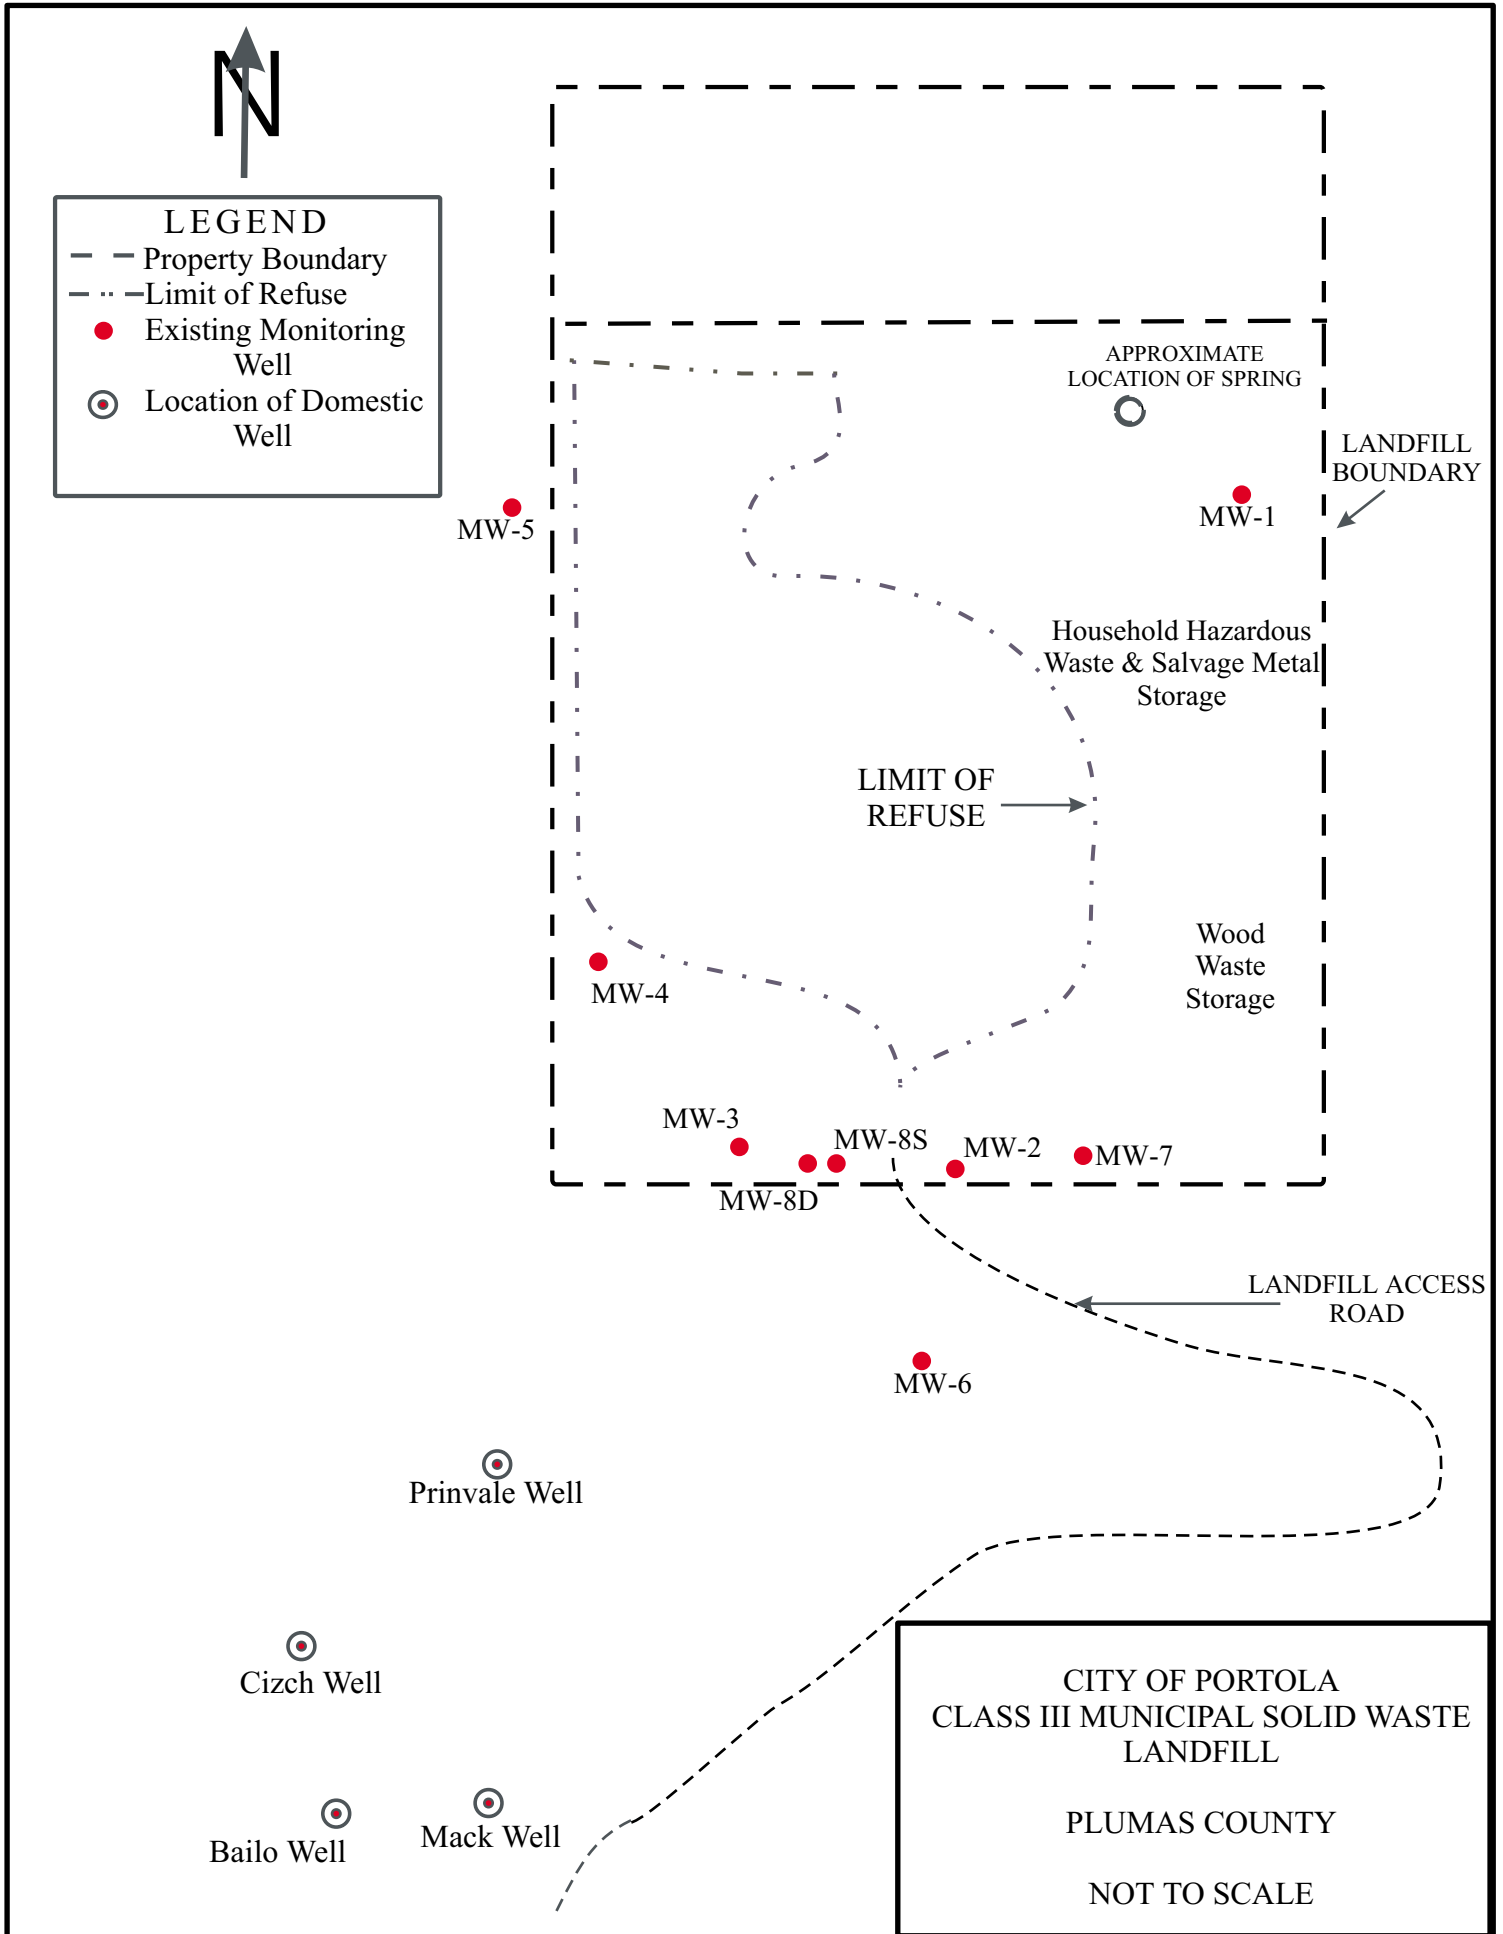 N
LEGEND
Property Boundary
Limit of Refuse
Existing Monitoring
Well
Location of Domestic
Well
APPROXIMATE
LOCATION OF SPRING
LANDFILL
BOUNDARY
MW-5
MW-1
Household Hazardous
Waste & Salvage Metal
Storage
LIMIT OF
REFUSE
Wood
Waste
Storage
MW-4
MW-3
MW-8S
MW-2
MW-7
MW-8D
LANDFILL ACCESS
ROAD
MW-6
Prinvale Well
Cizch Well
Bailo Well
Mack Well
CITY OF PORTOLA
CLASS III MUNICIPAL SOLID WASTE
LANDFILL
PLUMAS COUNTY
NOT TO SCALE